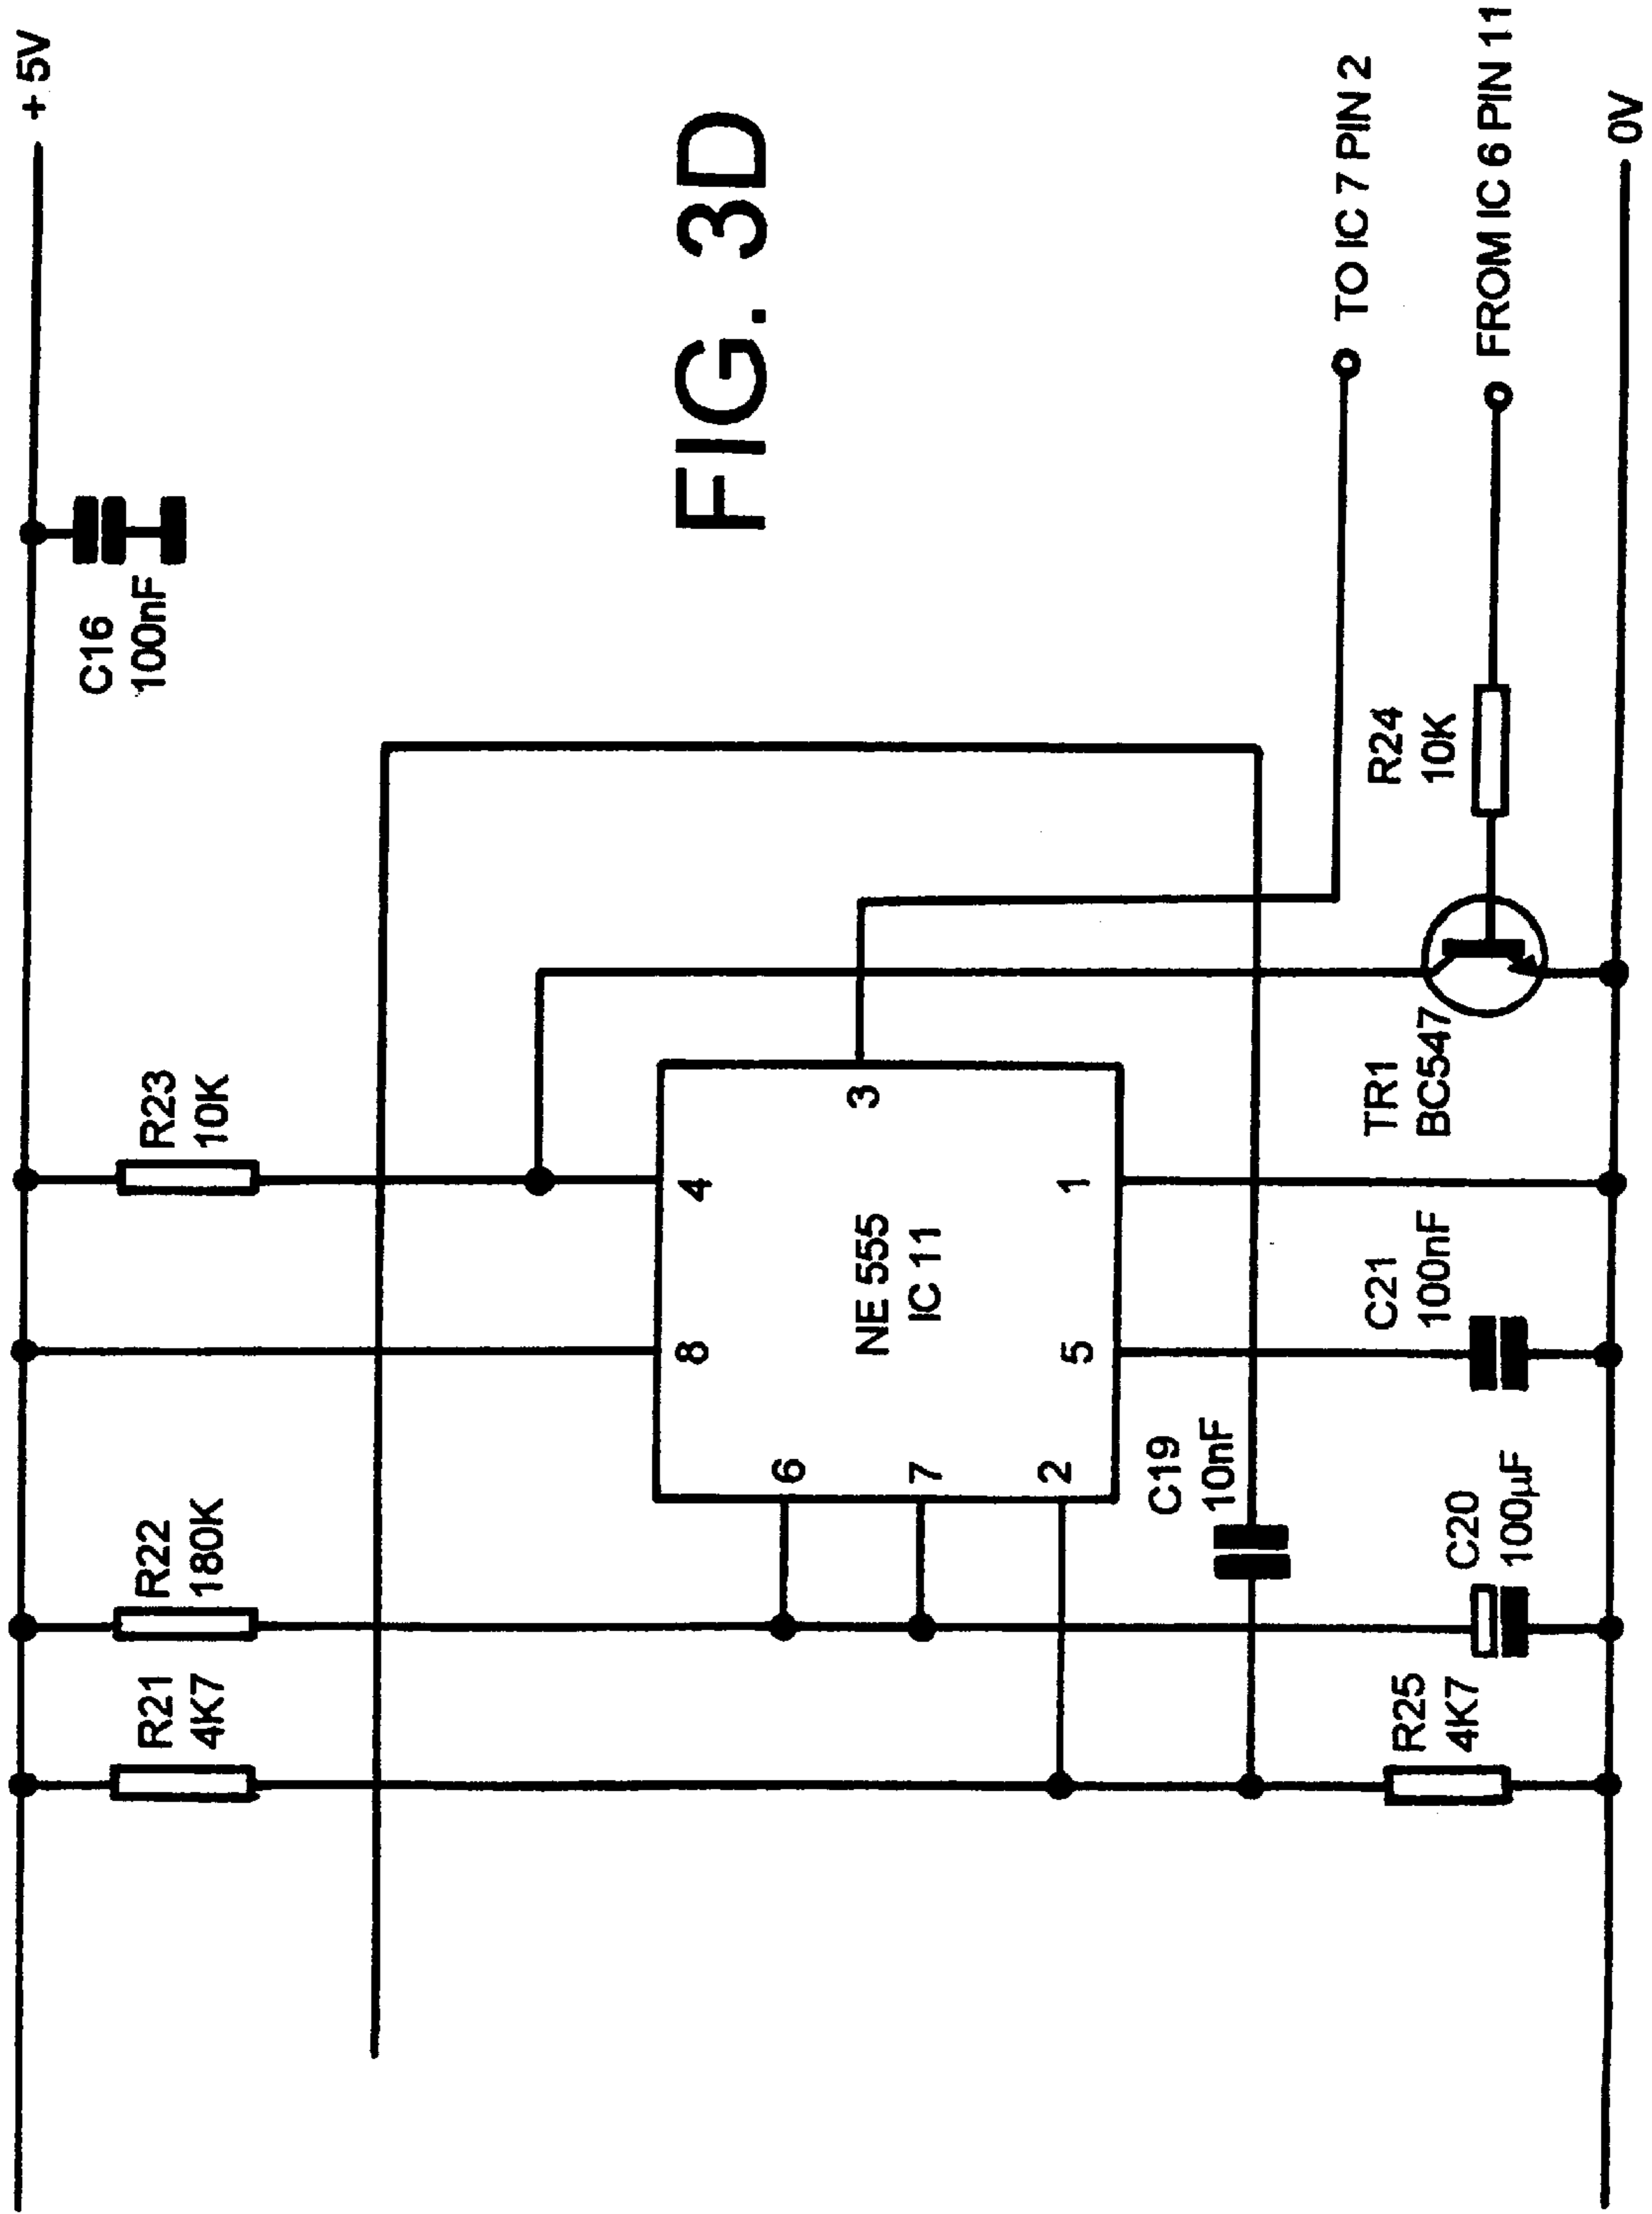 + 5V
C16
100nF
R23
10K
R22
180K
R21
4K7
FIG. 3D
4
8
3
NE 555
IC 11
6
7
2
1
5
TO IC 7 PIN 2
FROM IC 6 PIN 11
R24
10K
TR1
BC547
C21
100nF
C19
10nF
C20
100µF
R25
4K7
0V